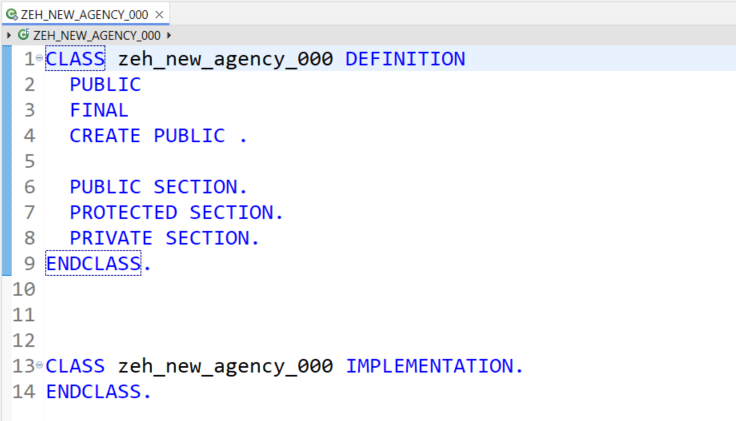 ZEH_NEW_AGENCY_000
ZEH_NEW_AGENCY_000
1 CLASS zeh_new_agency_000 DEFINITION
2 PUBLIC
3 FINAL
4 CREATE PUBLIC .
5
6 PUBLIC SECTION.
7 PROTECTED SECTION.
8 PRIVATE SECTION.
9 ENDCLASS.
10
11
12
13 CLASS zeh_new_agency_000 IMPLEMENTATION.
14 ENDCLASS.